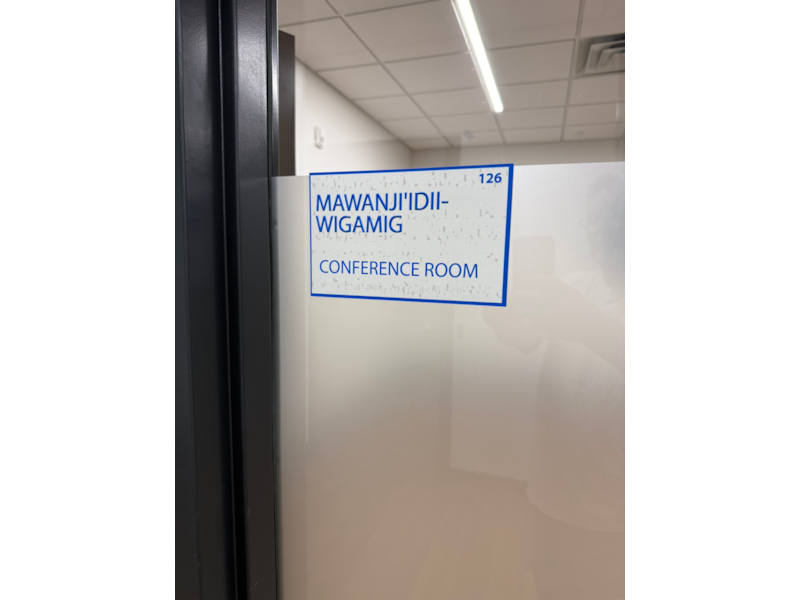 126
MAWANJI'IDII-
WIGAMIG
CONFERENCE ROOM